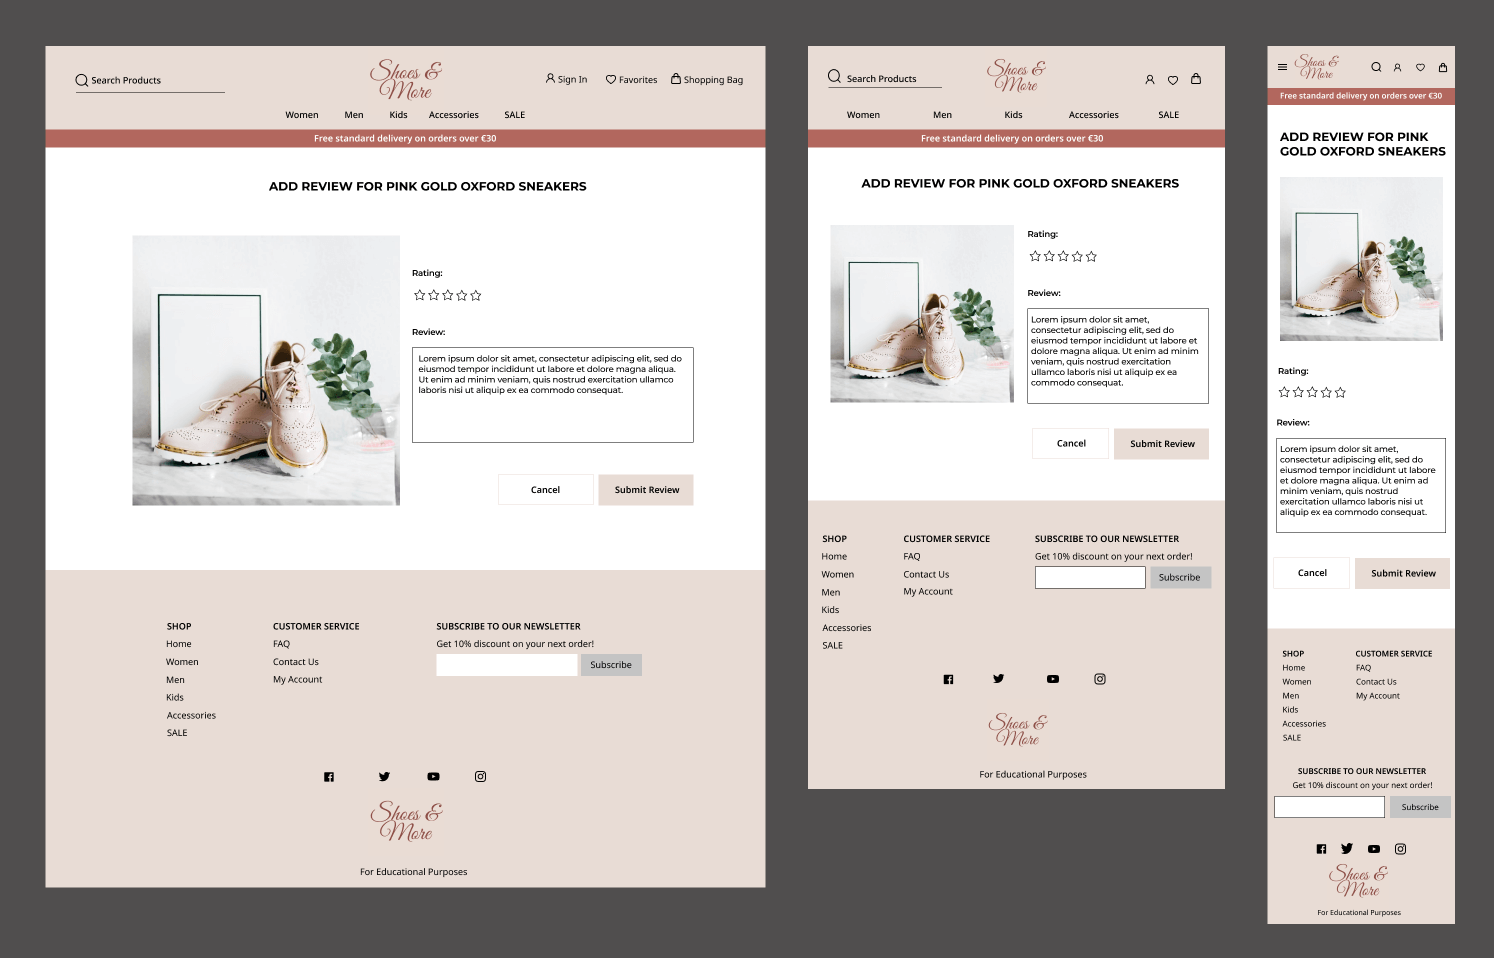 Search Products
Shoes &
More
Sign In
Favorites
Shopping Bag
Women
Men
Kids
Accessories
SALE
Free standard delivery on orders over €30
ADD REVIEW FOR PINK GOLD OXFORD SNEAKERS
Rating:
Review:
Lorem ipsum dolor sit amet, consectetur adipiscing elit, sed do
eiusmod tempor incididunt ut labore et dolore magna aliqua.
Ut enim ad minim veniam, quis nostrud exercitation ullamco
laboris nisi ut aliquip ex ea commodo consequat.
Cancel
Submit Review
SHOP
Home
Women
Men
Kids
Accessories
SALE
CUSTOMER SERVICE
FAQ
Contact Us
My Account
SUBSCRIBE TO OUR NEWSLETTER
Get 10% discount on your next order!
Subscribe
Shoes &
More
For Educational Purposes
Search Products
Shoes &
More
Women
Men
Kids
Accessories
SALE
Free standard delivery on orders over €30
ADD REVIEW FOR PINK GOLD OXFORD SNEAKERS
Rating:
Review:
Lorem ipsum dolor sit amet,
consectetur adipiscing elit, sed do
eiusmod tempor incididunt ut labore et
dolore magna aliqua. Ut enim ad minim
veniam, quis nostrud exercitation
ullamco laboris nisi ut aliquip ex ea
commodo consequat.
Cancel
Submit Review
SHOP
Home
Women
Men
Kids
Accessories
SALE
CUSTOMER SERVICE
FAQ
Contact Us
My Account
SUBSCRIBE TO OUR NEWSLETTER
Get 10% discount on your next order!
Subscribe
Shoes &
More
For Educational Purposes
Shoes &
More
Free standard delivery on orders over €30
ADD REVIEW FOR PINK
GOLD OXFORD SNEAKERS
Rating:
Review:
Lorem ipsum dolor sit amet,
consectetur adipiscing elit, sed do
eiusmod tempor incididunt ut labore
et dolore magna aliqua. Ut enim ad
minim veniam, quis nostrud
exercitation ullamco laboris nisi ut
aliquip ex ea commodo consequat.
Cancel
Submit Review
SHOP
Home
Women
Men
Kids
Accessories
SALE
CUSTOMER SERVICE
FAQ
Contact Us
My Account
SUBSCRIBE TO OUR NEWSLETTER
Get 10% discount on your next order!
Subscribe
Shoes &
More
For Educational Purposes